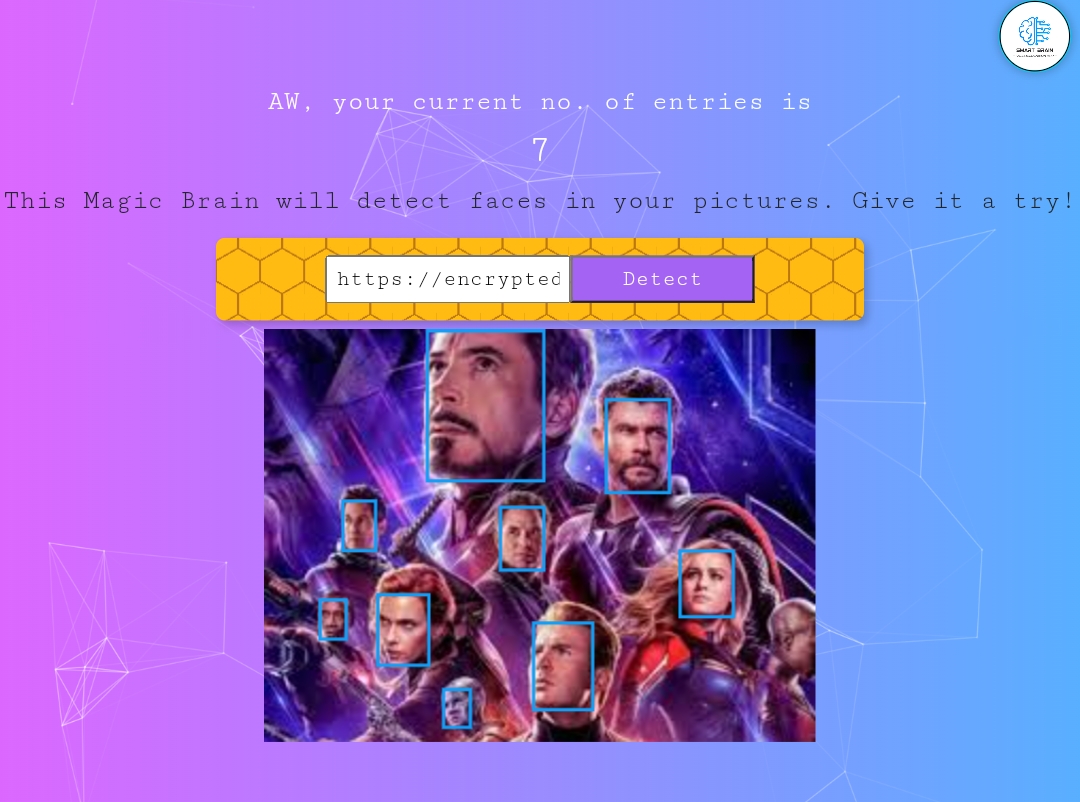 SMART BRAIN
AW, your current no. of entries is
7
This Magic Brain will detect faces in your pictures. Give it a try!
https://encrypted
Detect